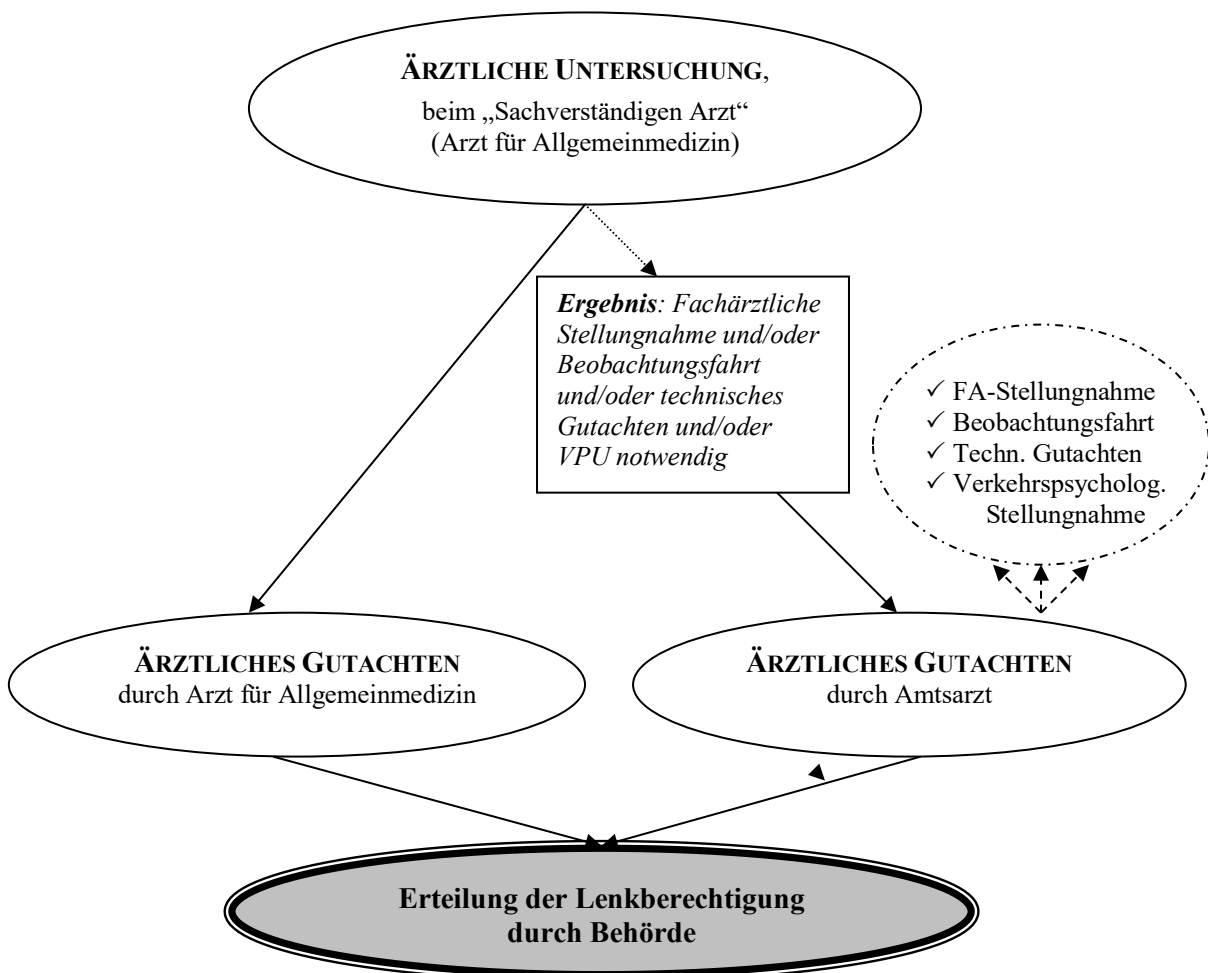 ÄRZTLICHE UNTERSUCHUNG,
beim „Sachverständigen Arzt“
(Arzt für Allgemeinmedizin)
Ergebnis: Fachärztliche
Stellungnahme und/oder
Beobachtungsfahrt
und/oder technisches
Gutachten und/oder
VPU notwendig
✓ FA-Stellungnahme
✓ Beobachtungsfahrt
✓ Techn. Gutachten
✓ Verkehrspsycholog.
Stellungnahme
ÄRZTLICHES GUTACHTEN
durch Arzt für Allgemeinmedizin
ÄRZTLICHES GUTACHTEN
durch Amtsarzt
Erteilung der Lenkberechtigung
durch Behörde